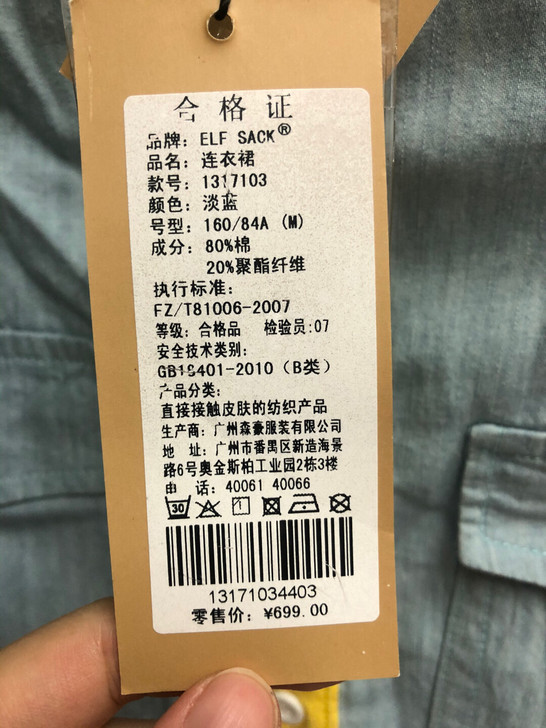 合格证
品牌：ELF SACK®
品名：连衣裙
款号：1317103
颜色：淡蓝
号型：160/84A (M)
成分：80%棉
20%聚酯纤维
执行标准：
FZ/T81006-2007
等级：合格品 检验员：07
安全技术类别：
GB18401-2010（B类）
产品分类：
直接接触皮肤的纺织产品
生产商：广州森豪服装有限公司
地 址：广州市番禺区新造海景
路6号奥金斯柏工业园2栋3楼
电 话：40061 40066
30
13171034403
零售价：¥699.00